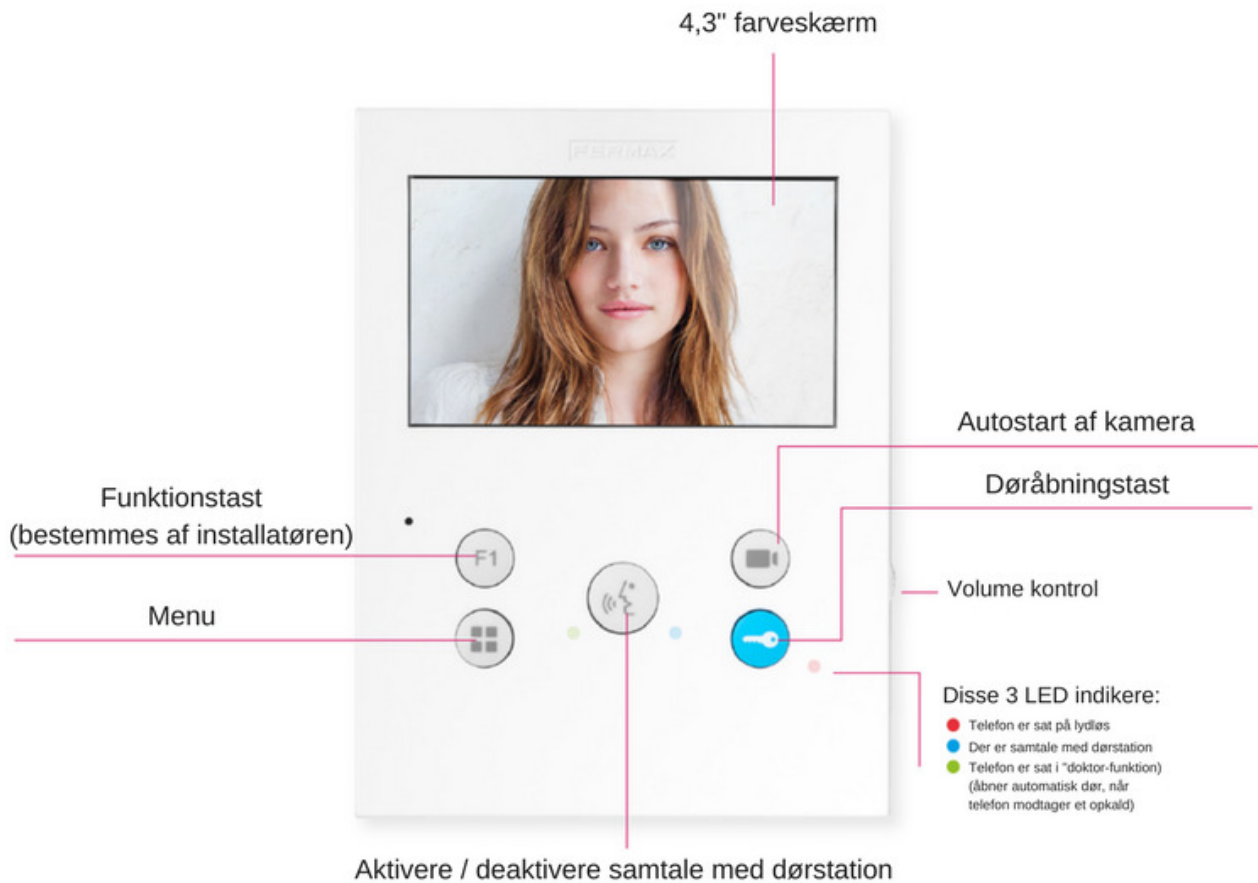 4,3" farveskærm
FERMAX
Autostart af kamera
Døråbningstast
Funktionstast
(bestemmes af installatøren)
F1
Volume kontrol
Menu
Disse 3 LED indikere:
Telefon er sat på lydløs
Der er samtale med dørstation
Telefon er sat i "doktor-funktion)
(åbner automatisk dør, når
telefon modtager et opkald)
Aktivere / deaktivere samtale med dørstation